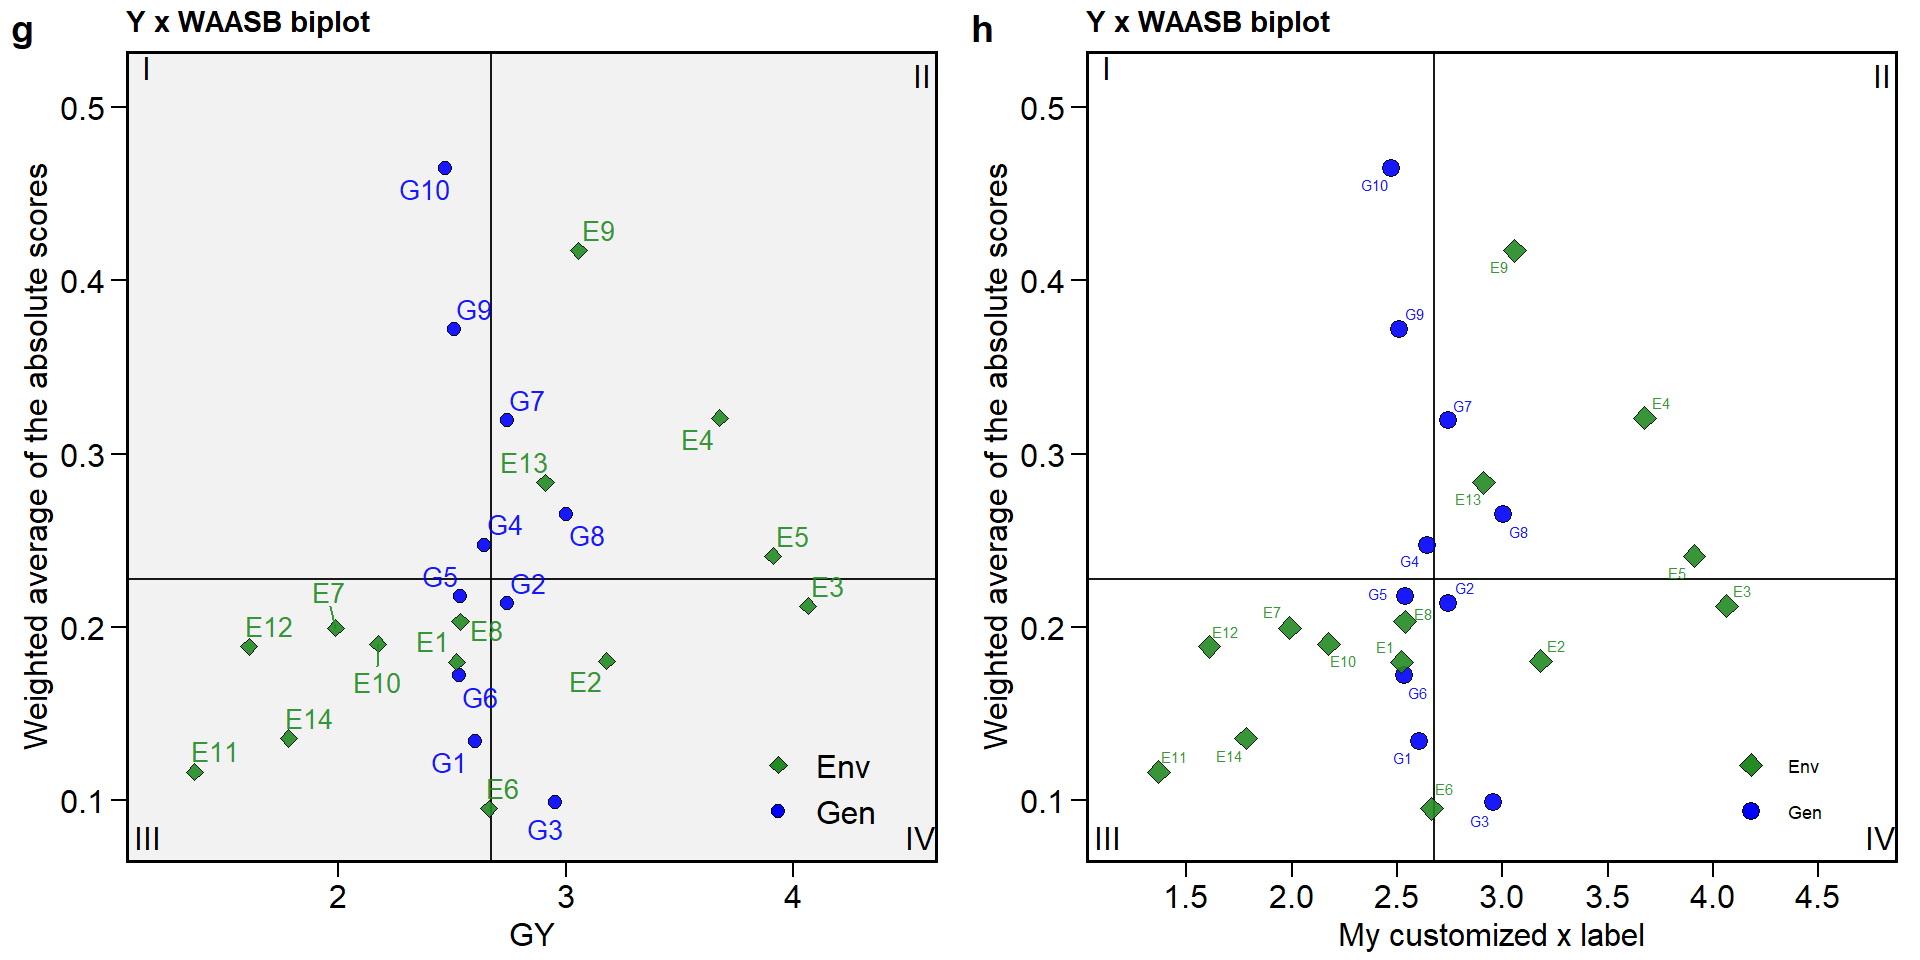 g
Y x WAASB biplot
I
II
0.5
G10
E9
0.4
G9
G7
E4
E13
0.3
G4
G8
E5
G5
G2
E7
E3
E12
0.2
E8
E1
E10
E2
G6
E14
E11
G1
Env
E6
0.1
Gen
G3
III
IV
2 3 4
GY
Weighted average of the absolute scores
h
Y x WAASB biplot
I
II
0.5
G10
E9
0.4
G9
G7
E4
0.3
E13
G8
G4
E5
G5
G2
E3
E7
E8
0.2
E12
E1
E2
E10
G6
E14
E11
G1
Env
E6
0.1
Gen
G3
III
IV
1.5 2.0 2.5 3.0 3.5 4.0 4.5
My customized x label
Weighted average of the absolute scores